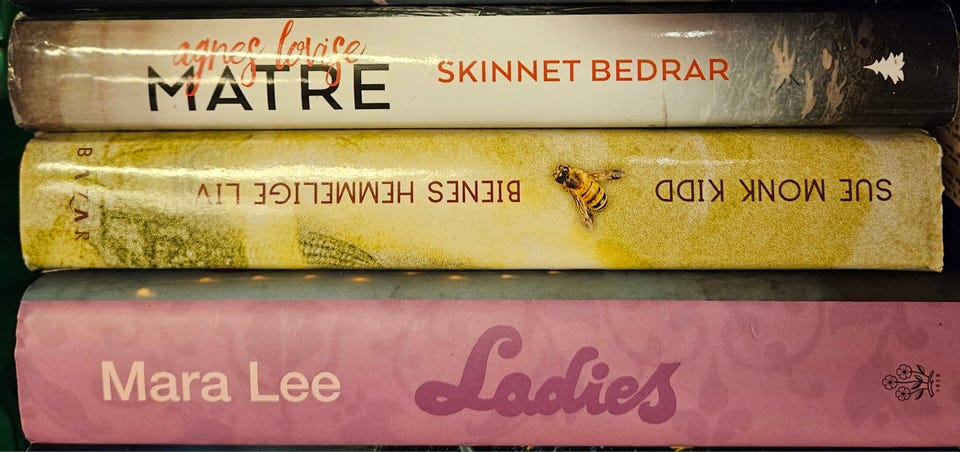 agnes lovise
MATRE
SKINNET BEDRAR
SUE MONK KIDD
BIENES HEMMELIGE LIV
BAZAR
Mara Lee
Ladies